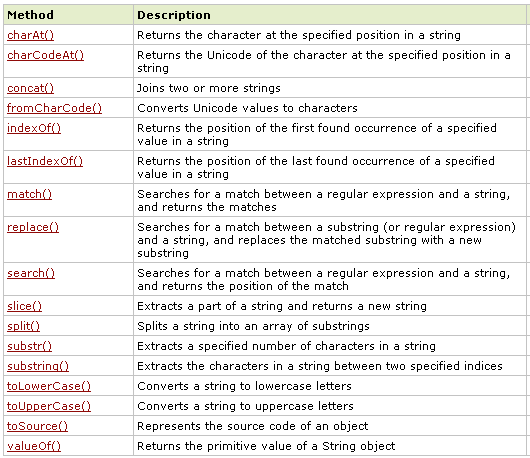 Method Description
charAt() Returns the character at the specified position in a string
charCodeAt() Returns the Unicode of the character at the specified position in a
string
concat() Joins two or more strings
fromCharCode() Converts Unicode values to characters
indexOf() Returns the position of the first found occurrence of a specified
value in a string
lastIndexOf() Returns the position of the last found occurrence of a specified
value in a string
match() Searches for a match between a regular expression and a string,
and returns the matches
replace() Searches for a match between a substring (or regular expression)
and a string, and replaces the matched substring with a new
substring
search() Searches for a match between a regular expression and a string,
and returns the position of the match
slice() Extracts a part of a string and returns a new string
split() Splits a string into an array of substrings
substr() Extracts a specified number of characters in a string
substring() Extracts the characters in a string between two specified indices
toLowerCase() Converts a string to lowercase letters
toUpperCase() Converts a string to uppercase letters
toSource() Represents the source code of an object
valueOf() Returns the primitive value of a String object